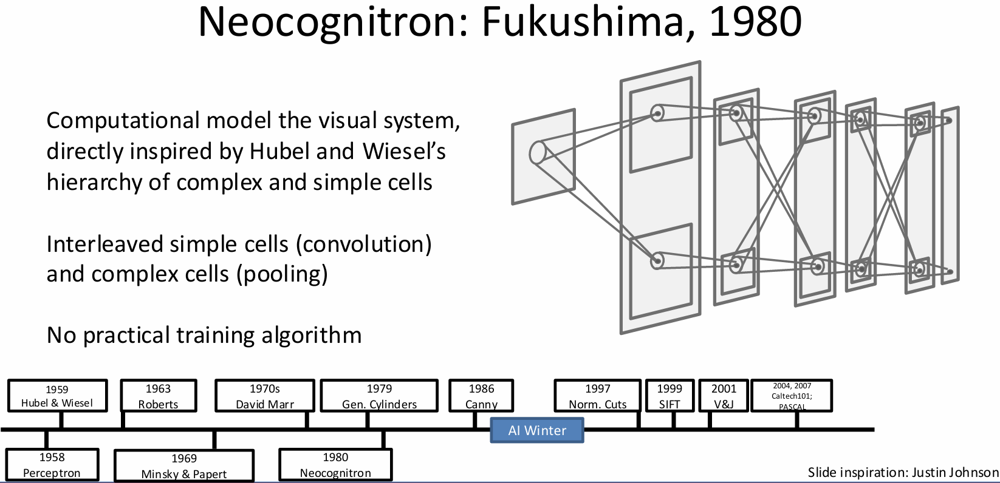 Neocognitron: Fukushima, 1980
Computational model the visual system,
directly inspired by Hubel and Wiesel’s
hierarchy of complex and simple cells
Interleaved simple cells (convolution)
and complex cells (pooling)
No practical training algorithm
1959
Hubel & Wiesel
1963
Roberts
1970s
David Marr
1979
Gen. Cylinders
1986
Canny
1997
Norm. Cuts
1999
SIFT
2001
V&J
2004, 2007
Caltech101;
PASCAL
AI Winter
1958
Perceptron
1969
Minsky & Papert
1980
Neocognitron
Slide inspiration: Justin Johnson